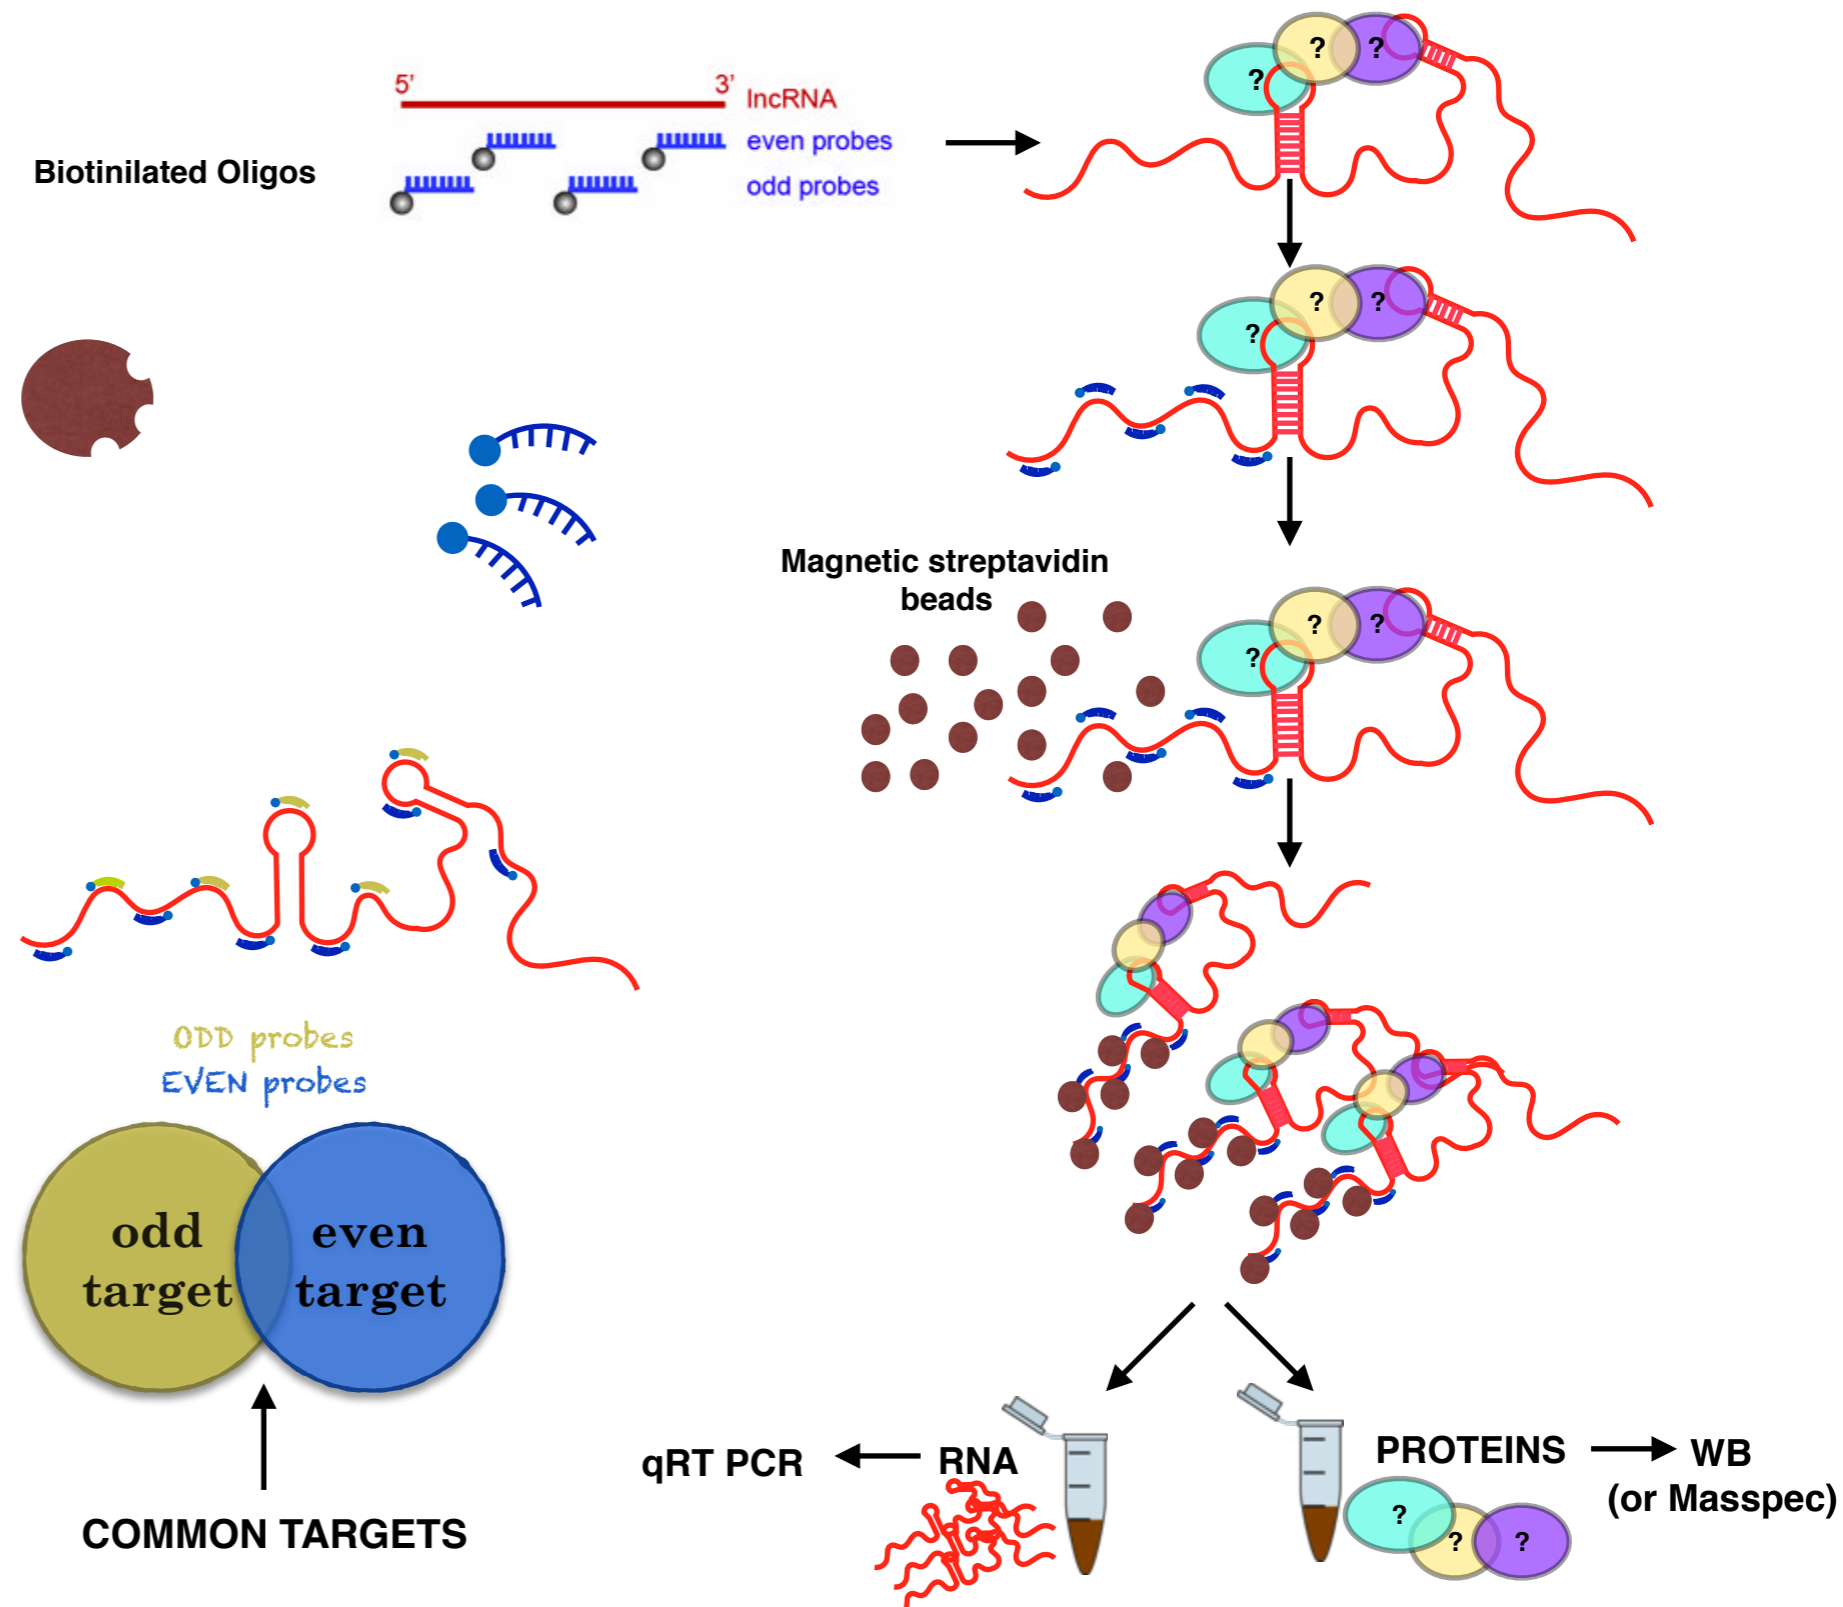 5’ 3’
lncRNA
even probes
odd probes
Biotinilated Oligos
? ? ?
? ? ?
Magnetic streptavidin
beads
? ? ?
ODD probes
EVEN probes
odd
target
even
target
COMMON TARGETS
qRT PCR
RNA
PROTEINS
WB
(or Masspec)
? ? ?